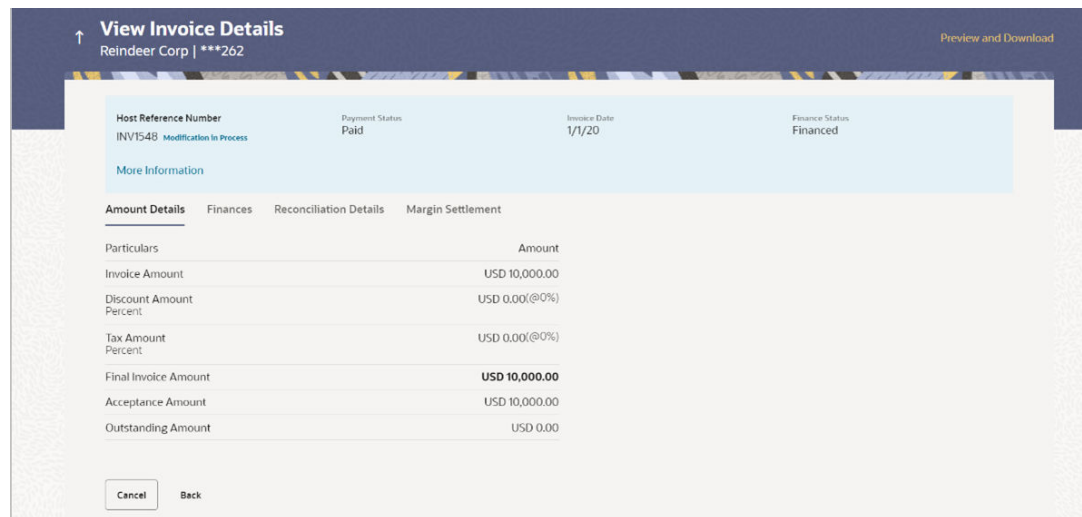 View Invoice Details
Reindeer Corp | ***262
Preview and Download
Host Reference Number
INV1548 Modification in Process
Payment Status
Paid
Invoice Date
1/1/20
Finance Status
Financed
More Information
Amount Details Finances Reconciliation Details Margin Settlement
Particulars Amount
Invoice Amount USD 10,000.00
Discount Amount USD 0.00(@0%)
Percent
Tax Amount USD 0.00(@0%)
Percent
Final Invoice Amount USD 10,000.00
Acceptance Amount USD 10,000.00
Outstanding Amount USD 0.00
Cancel Back